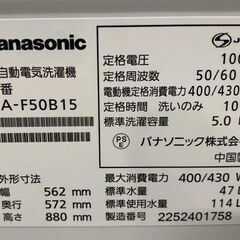 Panasonic
自動電気洗濯機
番
A-F50B15
外形寸法
幅 562 mm
奥行 572 mm
高さ 880 mm
定格電圧 100
定格周波数 50/60
電動機定格消費電力 400/430
時間 洗いのみ 10
標準洗濯容量 5.0
PSE
パナソニック株
中国
最大消費電力 400/430 W
標準水量 47
標準使用水量 114 L
製造番号 2252401758